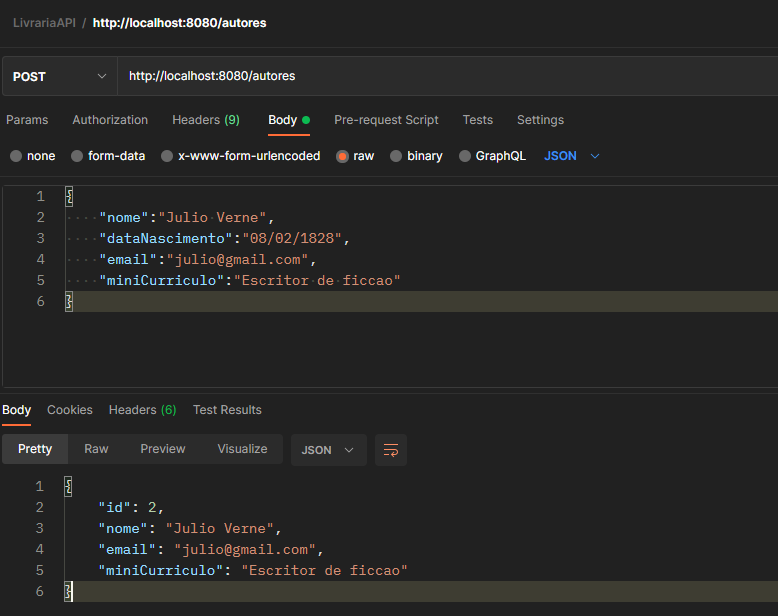 LivrariaAPI / http://localhost:8080/autores
POST http://localhost:8080/autores
Params Authorization Headers (9) Body Pre-request Script Tests Settings
none form-data x-www-form-urlencoded raw binary GraphQL JSON
1 {
2 "nome":"Julio Verne",
3 "dataNascimento":"08/02/1828",
4 "email":"julio@gmail.com",
5 "miniCurriculo":"Escritor de ficcao"
6 }
Body Cookies Headers (6) Test Results
Pretty Raw Preview Visualize JSON
1 {
2 "id": 2,
3 "nome": "Julio Verne",
4 "email": "julio@gmail.com",
5 "miniCurriculo": "Escritor de ficcao"
6 }